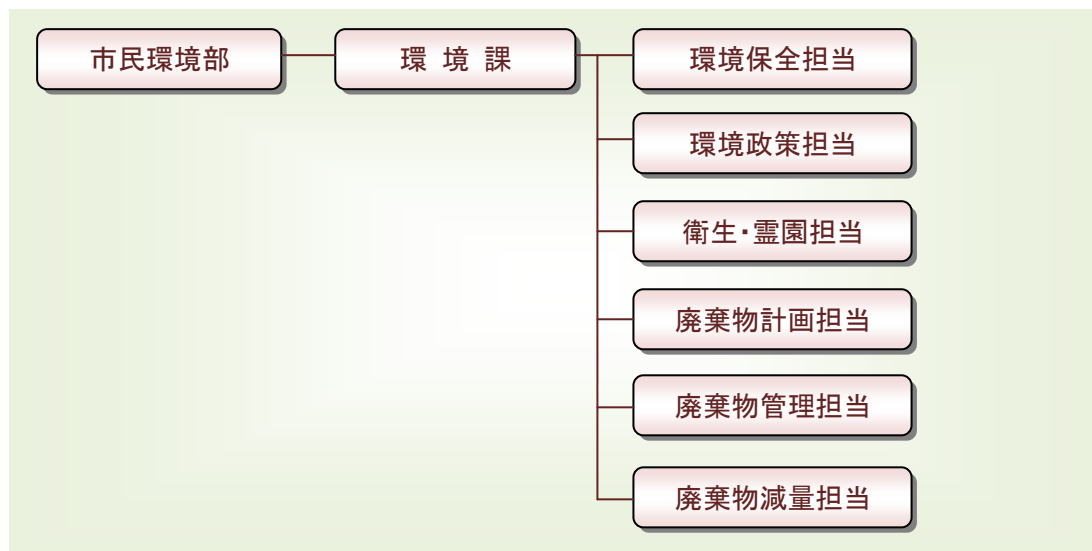 市民環境部
環 境 課
環境保全担当
環境政策担当
衛生・霊園担当
廃棄物計画担当
廃棄物管理担当
廃棄物減量担当